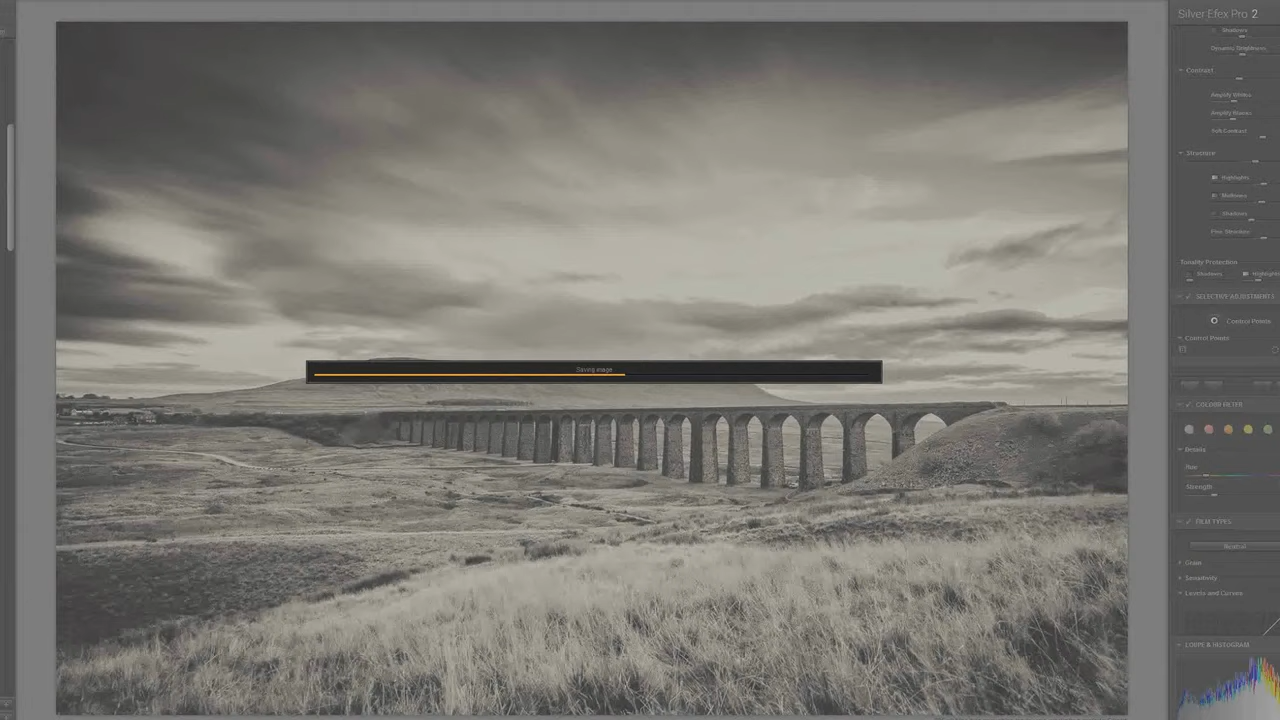 Silver Efex Pro 2
Shadows
Dynamic Brightness
Contrast
Amplify Whites
Amplify Blacks
Soft Contrast
Structure
Highlights
Midtones
Shadows
Fine Structure
Tonality Protection
Shadows
Highlights
SELECTIVE ADJUSTMENT
Control Points
Control Points
Saving image
COLOUR FILTER
Details
Hue
Strength
FILM TYPES
Neutral
Grain
Sensitivity
Levels and Curves
LOUPE & HISTOGRAM